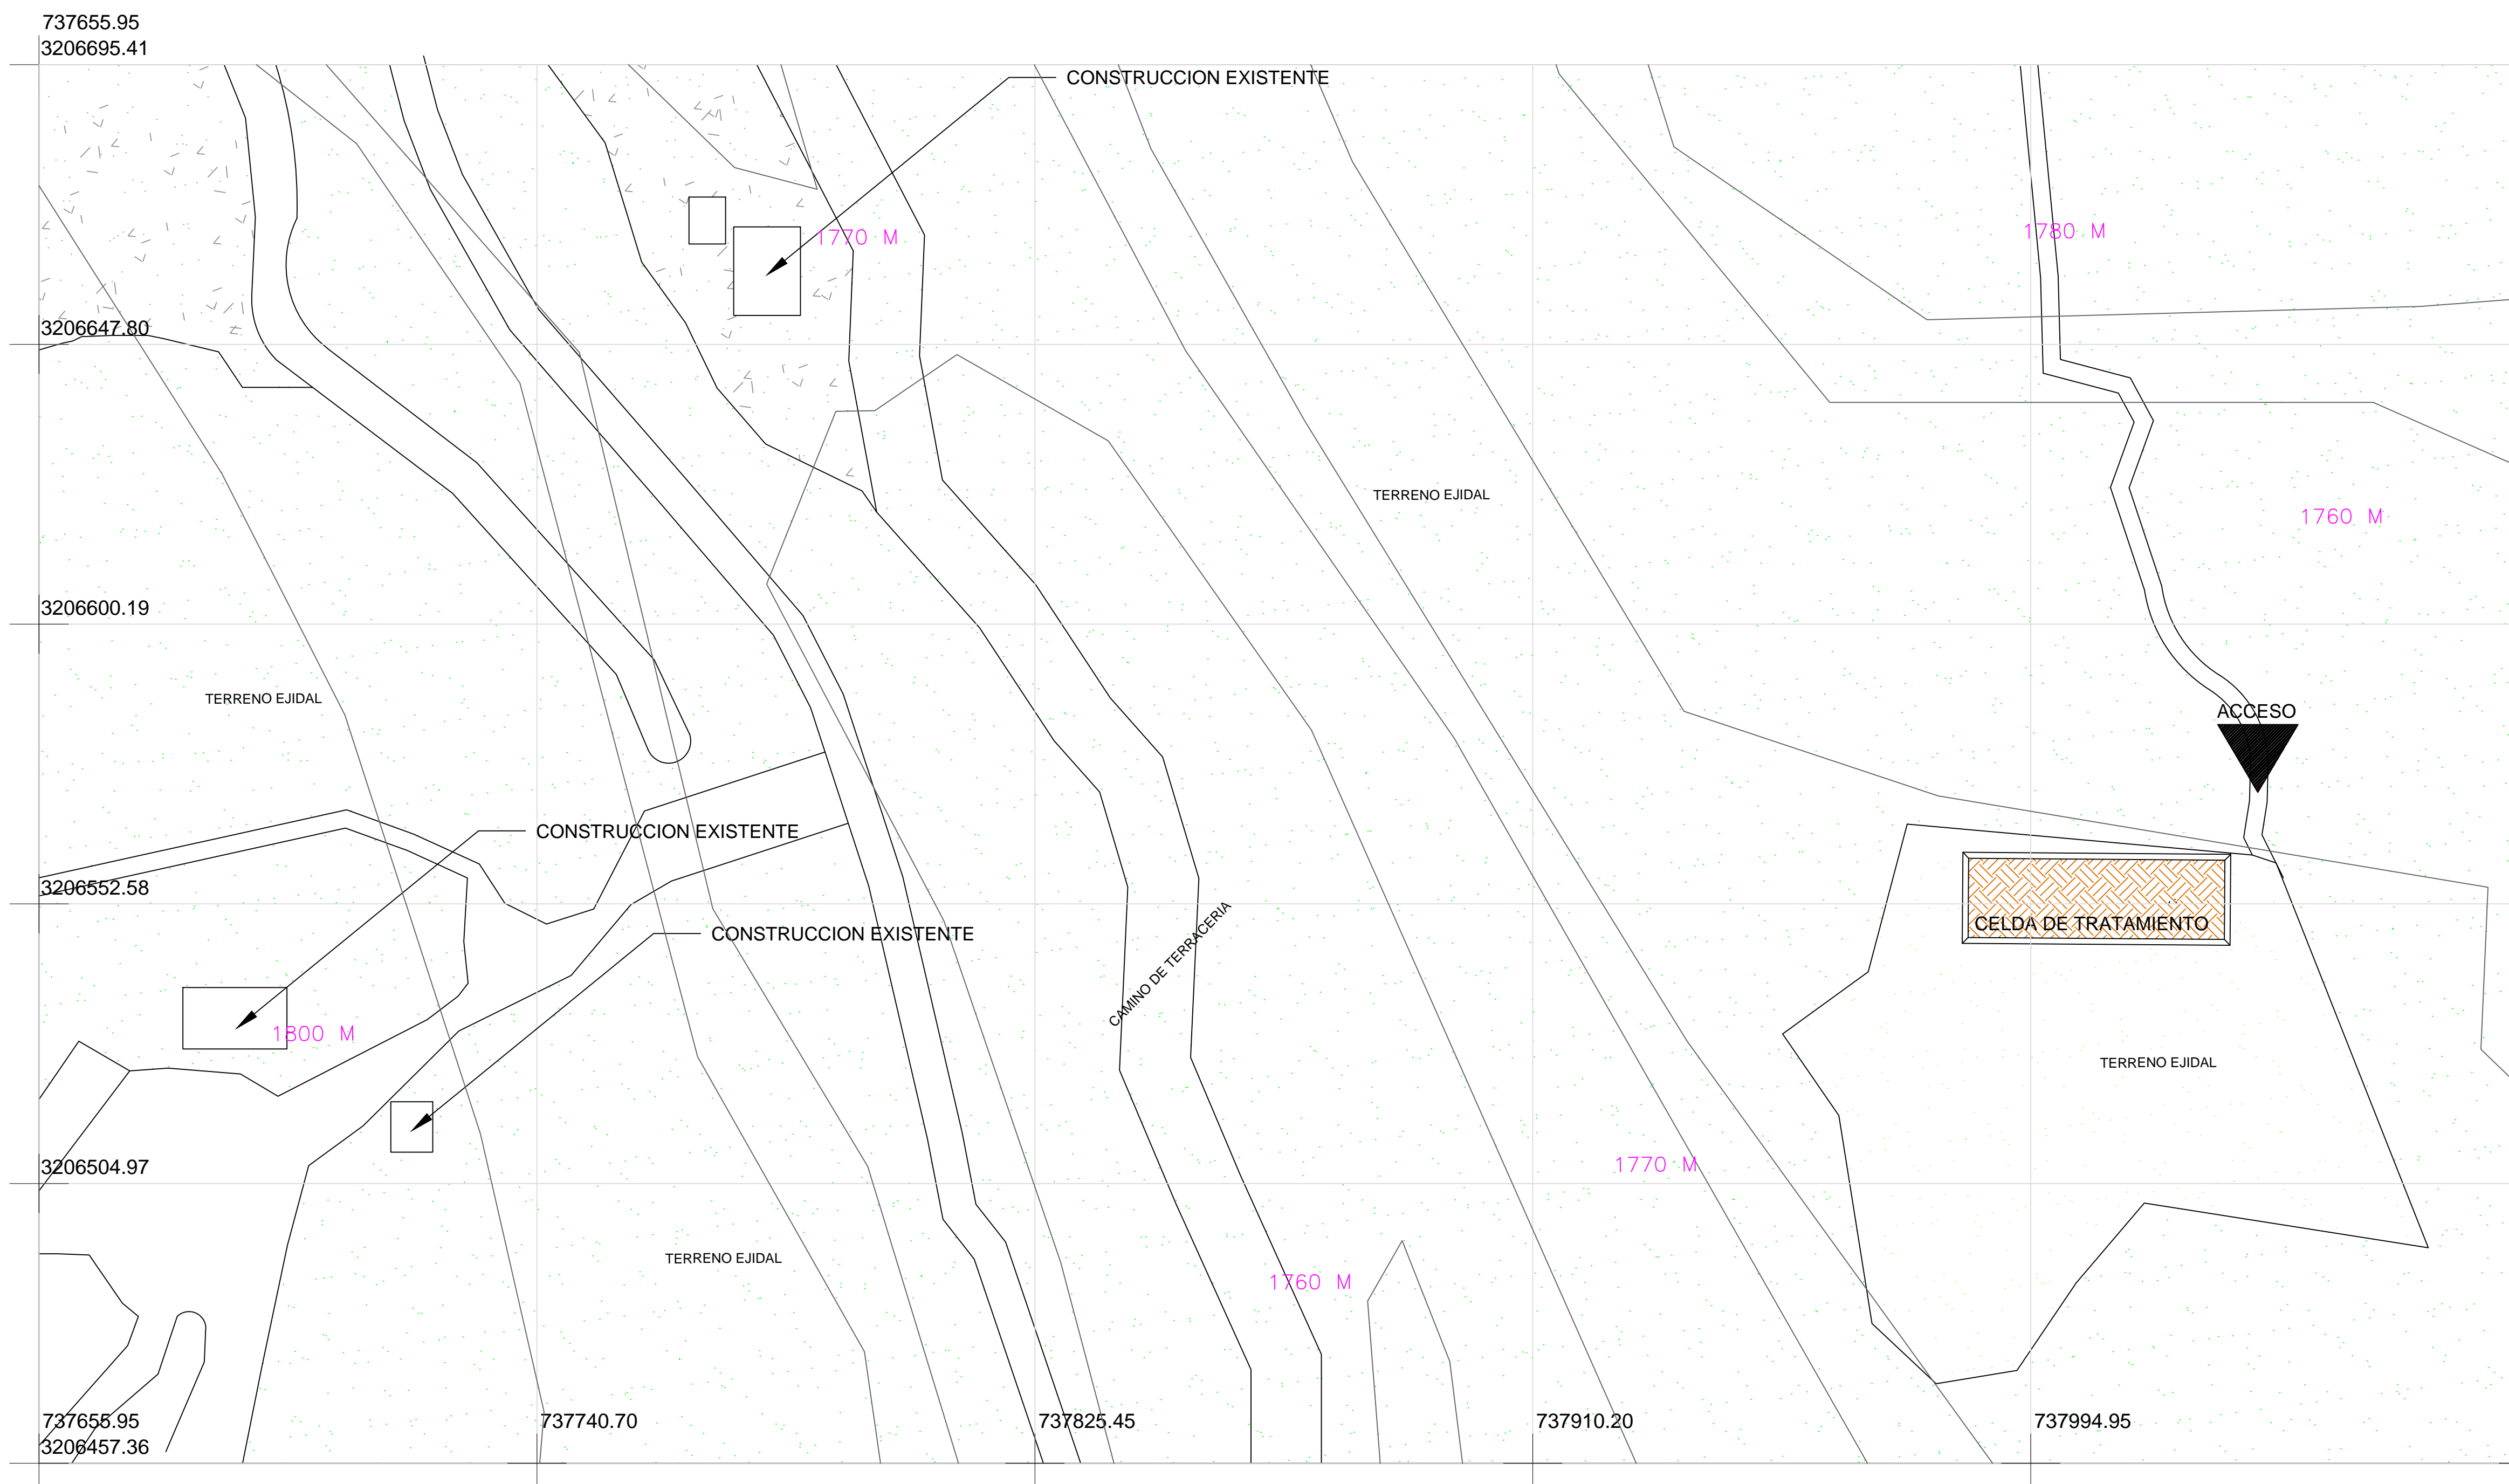 737655.95
3206695.41
CONSTRUCCION EXISTENTE
1770 M
1780 M
3206647.80
TERRENO EJIDAL
1760 M
3206600.19
TERRENO EJIDAL
ACCESO
CONSTRUCCION EXISTENTE
3206552.58
CELDA DE TRATAMIENTO
CONSTRUCCION EXISTENTE
CAMINO DE TERRACERIA
1800 M
TERRENO EJIDAL
3206504.97
1770 M
TERRENO EJIDAL
1760 M
737655.95
737740.70
737825.45
737910.20
737994.95
3206457.36